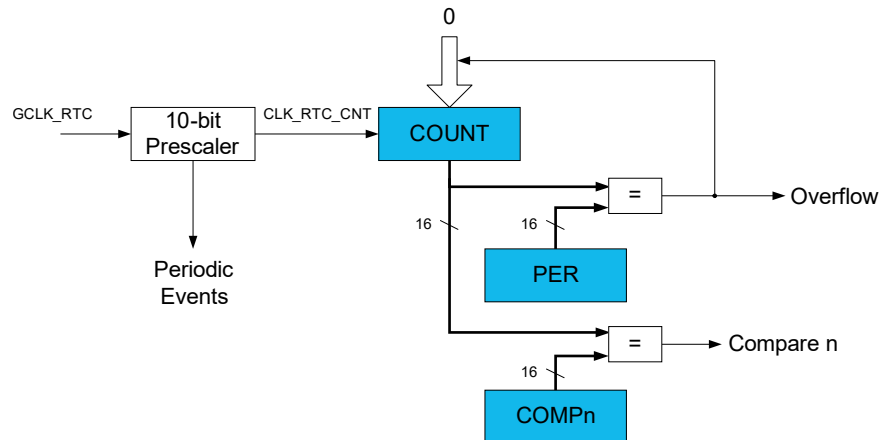 0
GCLK_RTC
10-bit
Prescaler
CLK_RTC_CNT
COUNT
=
Overflow
16
16
Periodic
Events
PER
=
Compare n
16
COMPn